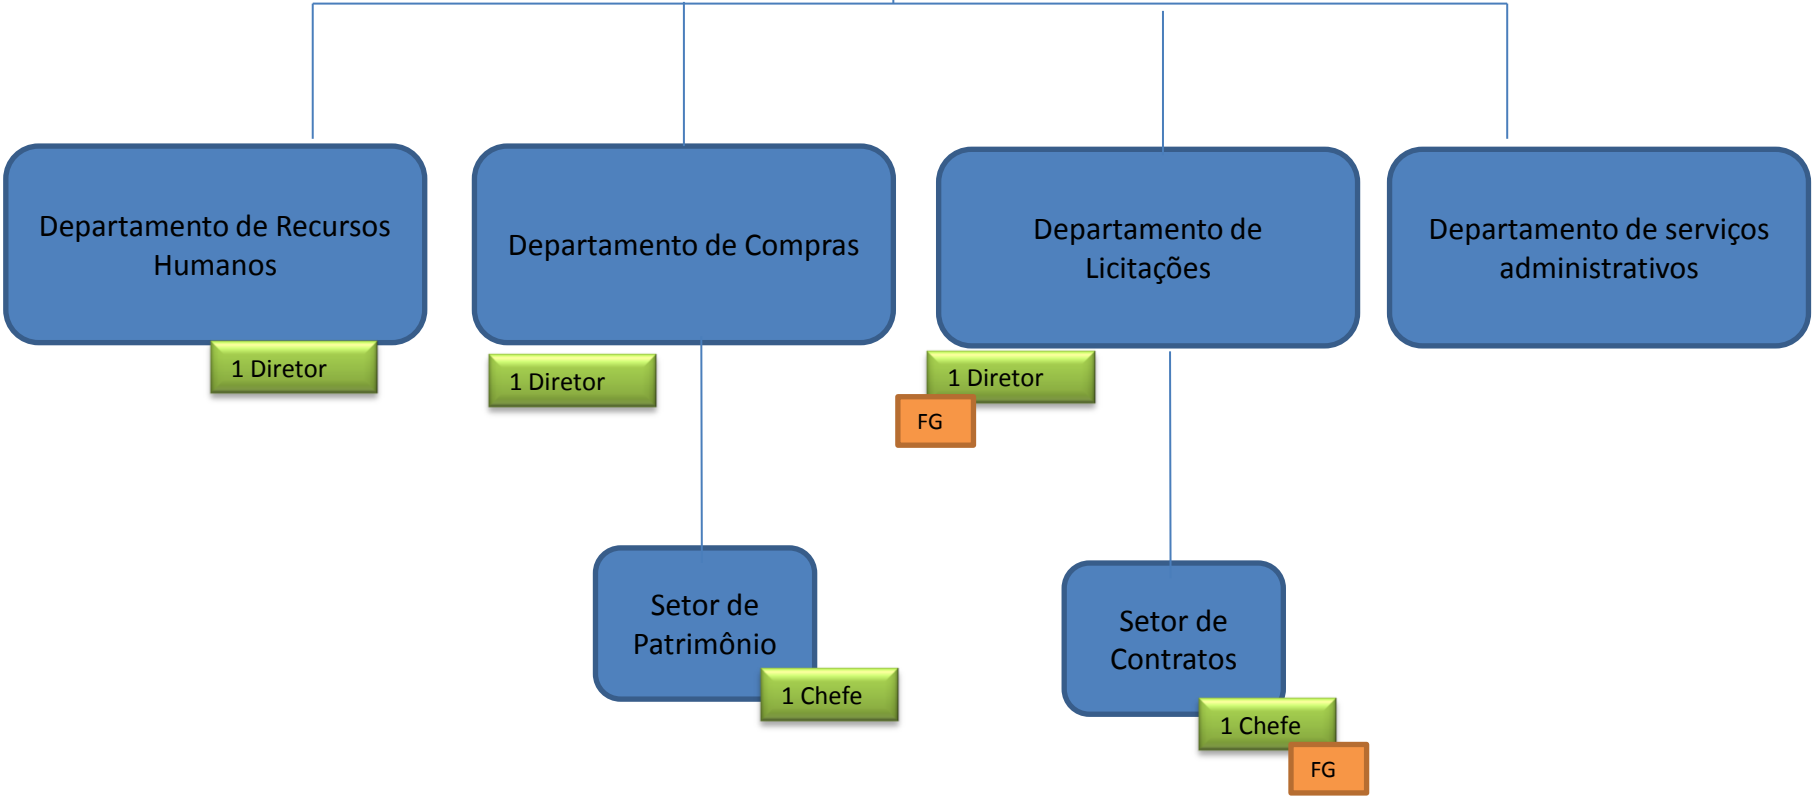 Departamento de Recursos
Humanos
1 Diretor
Departamento de Compras
1 Diretor
Departamento de
Licitações
1 Diretor
FG
Departamento de serviços
administrativos
Setor de
Patrimônio
1 Chefe
Setor de
Contratos
1 Chefe
FG